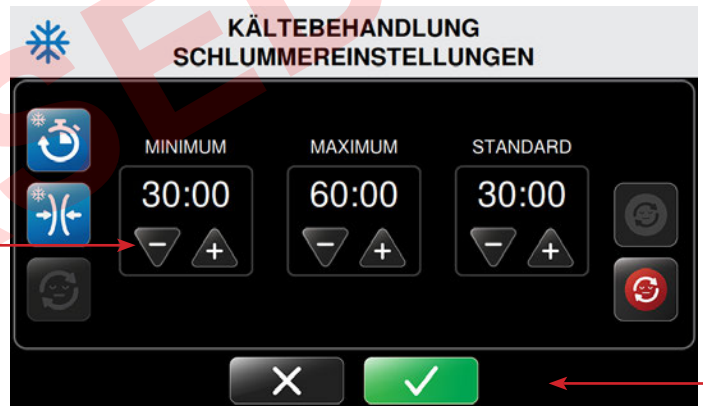 KÄLTEBEHANDLUNG
SCHLUMMEREINSTELLUNGEN
MINIMUM
MAXIMUM
STANDARD
30:00
60:00
30:00
− +
− +
− +